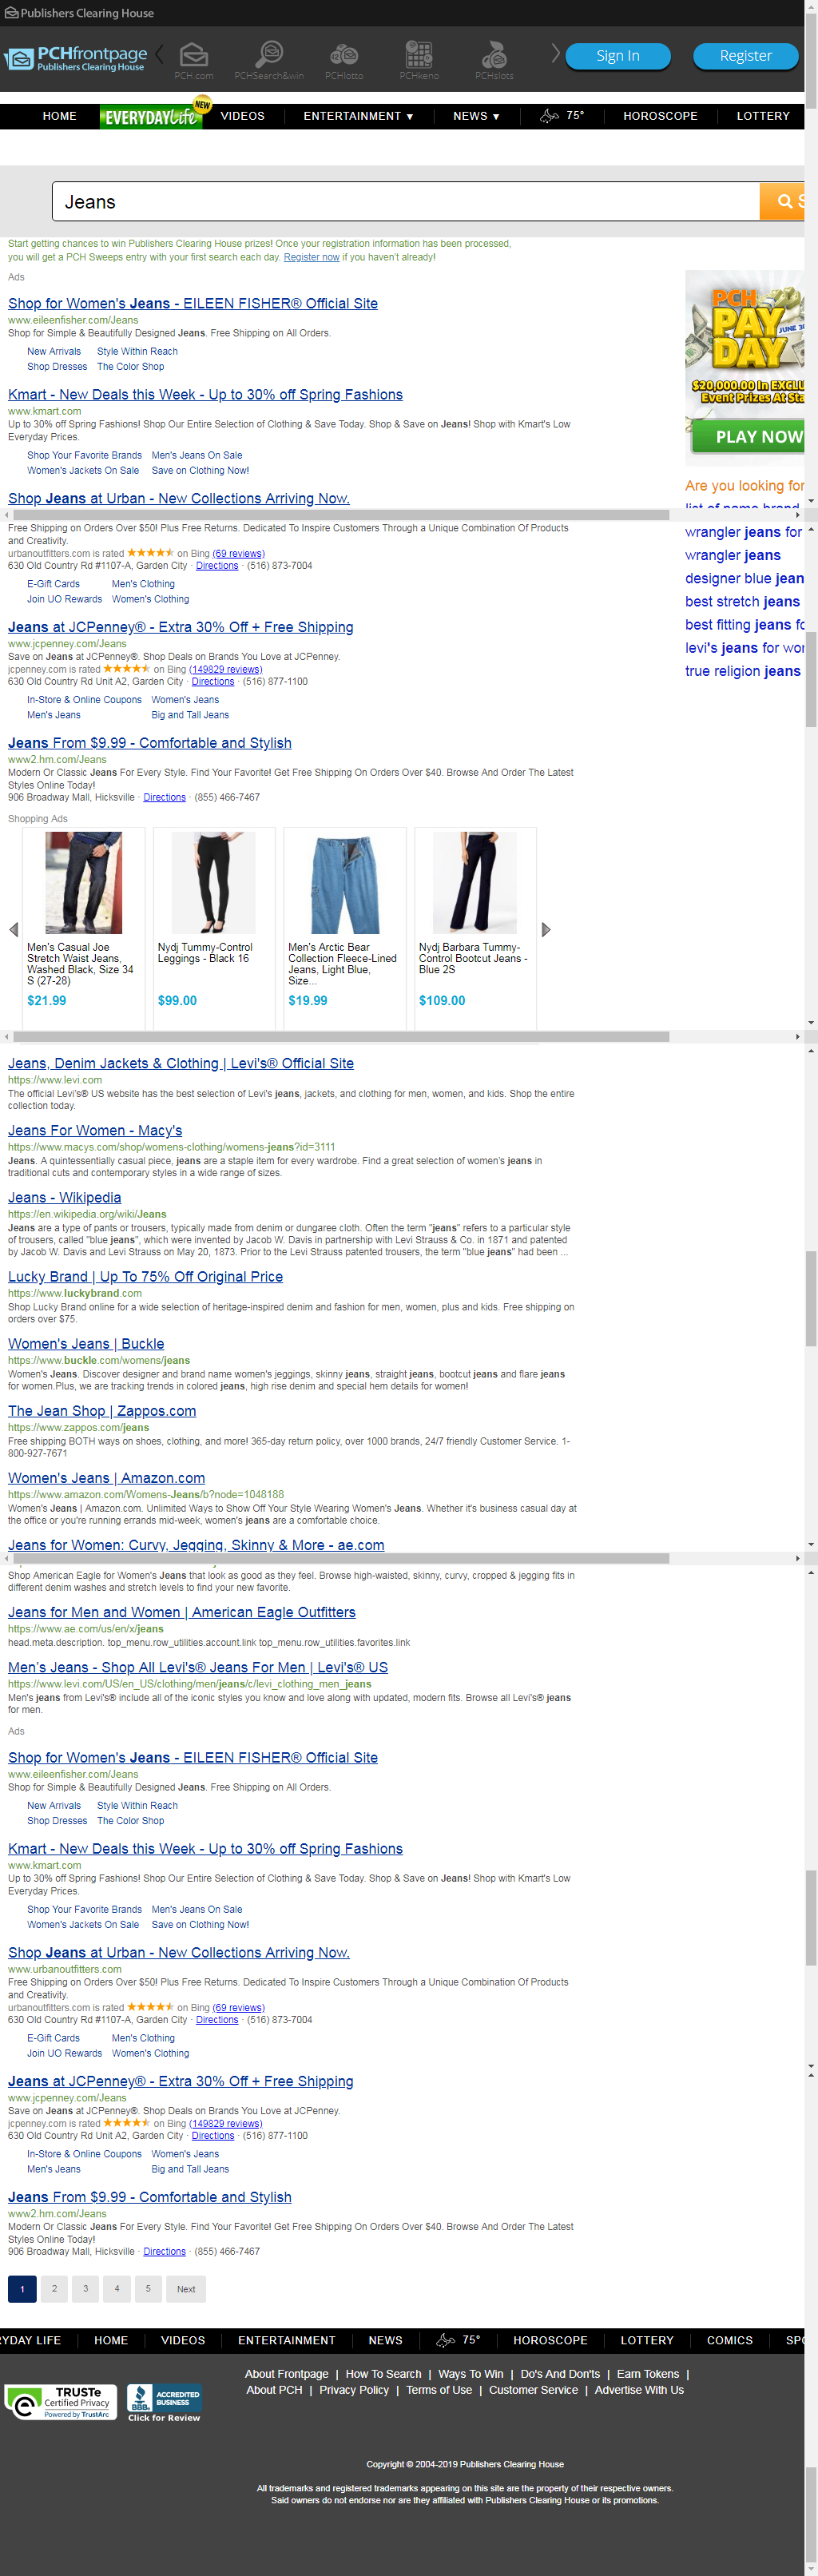 Publishers Clearing House
PCHfrontpage
Publishers Clearing House
PCH.com PCHSearch&win PCHlotto PCHkeno PCHslots
Sign In Register
HOME EVERYDAY Life NEW VIDEOS ENTERTAINMENT ▼ NEWS ▼ 75° HOROSCOPE LOTTERY
Jeans
Start getting chances to win Publishers Clearing House prizes! Once your registration information has been processed,
you will get a PCH Sweeps entry with your first search each day. Register now if you haven't already!
Ads
Shop for Women's Jeans - EILEEN FISHER® Official Site
www.eileenfisher.com/Jeans
Shop for Simple & Beautifully Designed Jeans. Free Shipping on All Orders.
New Arrivals Style Within Reach
Shop Dresses The Color Shop
Kmart - New Deals this Week - Up to 30% off Spring Fashions
www.kmart.com
Up to 30% off Spring Fashions! Shop Our Entire Selection of Clothing & Save Today. Shop & Save on Jeans! Shop with Kmart's Low
Everyday Prices.
Shop Your Favorite Brands Men's Jeans On Sale
Women's Jackets On Sale Save on Clothing Now!
Shop Jeans at Urban - New Collections Arriving Now.
PCH
PAY
DAY
JUNE
$20,000.00 In EXCLU
Event Prizes At Sta
PLAY NOW
Are you looking for
list of name brand
Free Shipping on Orders Over $50! Plus Free Returns. Dedicated To Inspire Customers Through a Unique Combination Of Products
and Creativity.
urbanoutfitters.com is rated ★★★★⯨ on Bing (69 reviews)
630 Old Country Rd #1107-A, Garden City · Directions · (516) 873-7004
E-Gift Cards Men's Clothing
Join UO Rewards Women's Clothing
Jeans at JCPenney® - Extra 30% Off + Free Shipping
www.jcpenney.com/Jeans
Save on Jeans at JCPenney®. Shop Deals on Brands You Love at JCPenney.
jcpenney.com is rated ★★★★⯨ on Bing (149829 reviews)
630 Old Country Rd Unit A2, Garden City · Directions · (516) 877-1100
In-Store & Online Coupons Women's Jeans
Men's Jeans Big and Tall Jeans
Jeans From $9.99 - Comfortable and Stylish
www2.hm.com/Jeans
Modern Or Classic Jeans For Every Style. Find Your Favorite! Get Free Shipping On Orders Over $40. Browse And Order The Latest
Styles Online Today!
906 Broadway Mall, Hicksville · Directions · (855) 466-7467
wrangler jeans for
wrangler jeans
designer blue jean
best stretch jeans
best fitting jeans fo
levi's jeans for wor
true religion jeans
Shopping Ads
Men's Casual Joe
Stretch Waist Jeans,
Washed Black, Size 34
S (27-28)
$21.99
Nydj Tummy-Control
Leggings - Black 16
$99.00
Men's Arctic Bear
Collection Fleece-Lined
Jeans, Light Blue,
Size...
$19.99
Nydj Barbara Tummy-
Control Bootcut Jeans -
Blue 2S
$109.00
Jeans, Denim Jackets & Clothing | Levi's® Official Site
https://www.levi.com
The official Levi's® US website has the best selection of Levi's jeans, jackets, and clothing for men, women, and kids. Shop the entire
collection today.
Jeans For Women - Macy's
https://www.macys.com/shop/womens-clothing/womens-jeans?id=3111
Jeans. A quintessentially casual piece, jeans are a staple item for every wardrobe. Find a great selection of women's jeans in
traditional cuts and contemporary styles in a wide range of sizes.
Jeans - Wikipedia
https://en.wikipedia.org/wiki/Jeans
Jeans are a type of pants or trousers, typically made from denim or dungaree cloth. Often the term "jeans" refers to a particular style
of trousers, called "blue jeans", which were invented by Jacob W. Davis in partnership with Levi Strauss & Co. in 1871 and patented
by Jacob W. Davis and Levi Strauss on May 20, 1873. Prior to the Levi Strauss patented trousers, the term "blue jeans" had been ...
Lucky Brand | Up To 75% Off Original Price
https://www.luckybrand.com
Shop Lucky Brand online for a wide selection of heritage-inspired denim and fashion for men, women, plus and kids. Free shipping on
orders over $75.
Women's Jeans | Buckle
https://www.buckle.com/womens/jeans
Women's Jeans. Discover designer and brand name women's jeggings, skinny jeans, straight jeans, bootcut jeans and flare jeans
for women.Plus, we are tracking trends in colored jeans, high rise denim and special hem details for women!
The Jean Shop | Zappos.com
https://www.zappos.com/jeans
Free shipping BOTH ways on shoes, clothing, and more! 365-day return policy, over 1000 brands, 24/7 friendly Customer Service. 1-
800-927-7671
Women's Jeans | Amazon.com
https://www.amazon.com/Womens-Jeans/b?node=1048188
Women's Jeans | Amazon.com. Unlimited Ways to Show Off Your Style Wearing Women's Jeans. Whether it's business casual day at
the office or you're running errands mid-week, women's jeans are a comfortable choice.
Jeans for Women: Curvy, Jegging, Skinny & More - ae.com
Shop American Eagle for Women's Jeans that look as good as they feel. Browse high-waisted, skinny, curvy, cropped & jegging fits in
different denim washes and stretch levels to find your new favorite.
Jeans for Men and Women | American Eagle Outfitters
https://www.ae.com/us/en/x/jeans
head.meta.description. top_menu.row_utilities.account.link top_menu.row_utilities.favorites.link
Men's Jeans - Shop All Levi's® Jeans For Men | Levi's® US
https://www.levi.com/US/en_US/clothing/men/jeans/c/levi_clothing_men_jeans
Men's jeans from Levi's® include all of the iconic styles you know and love along with updated, modern fits. Browse all Levi's® jeans
for men.
Ads
Shop for Women's Jeans - EILEEN FISHER® Official Site
www.eileenfisher.com/Jeans
Shop for Simple & Beautifully Designed Jeans. Free Shipping on All Orders.
New Arrivals Style Within Reach
Shop Dresses The Color Shop
Kmart - New Deals this Week - Up to 30% off Spring Fashions
www.kmart.com
Up to 30% off Spring Fashions! Shop Our Entire Selection of Clothing & Save Today. Shop & Save on Jeans! Shop with Kmart's Low
Everyday Prices.
Shop Your Favorite Brands Men's Jeans On Sale
Women's Jackets On Sale Save on Clothing Now!
Shop Jeans at Urban - New Collections Arriving Now.
www.urbanoutfitters.com
Free Shipping on Orders Over $50! Plus Free Returns. Dedicated To Inspire Customers Through a Unique Combination Of Products
and Creativity.
urbanoutfitters.com is rated ★★★★⯨ on Bing (69 reviews)
630 Old Country Rd #1107-A, Garden City · Directions · (516) 873-7004
E-Gift Cards Men's Clothing
Join UO Rewards Women's Clothing
Jeans at JCPenney® - Extra 30% Off + Free Shipping
www.jcpenney.com/Jeans
Save on Jeans at JCPenney®. Shop Deals on Brands You Love at JCPenney.
jcpenney.com is rated ★★★★⯨ on Bing (149829 reviews)
630 Old Country Rd Unit A2, Garden City · Directions · (516) 877-1100
In-Store & Online Coupons Women's Jeans
Men's Jeans Big and Tall Jeans
Jeans From $9.99 - Comfortable and Stylish
www2.hm.com/Jeans
Modern Or Classic Jeans For Every Style. Find Your Favorite! Get Free Shipping On Orders Over $40. Browse And Order The Latest
Styles Online Today!
906 Broadway Mall, Hicksville · Directions · (855) 466-7467
1 2 3 4 5 Next
RYDAY LIFE HOME VIDEOS ENTERTAINMENT NEWS 75° HOROSCOPE LOTTERY COMICS SPO
About Frontpage | How To Search | Ways To Win | Do's And Don'ts | Earn Tokens |
About PCH | Privacy Policy | Terms of Use | Customer Service | Advertise With Us
TRUSTe
Certified Privacy
Powered by TrustArc
BBB
ACCREDITED
BUSINESS
Click for Review
Copyright © 2004-2019 Publishers Clearing House
All trademarks and registered trademarks appearing on this site are the property of their respective owners.
Said owners do not endorse nor are they affiliated with Publishers Clearing House or its promotions.